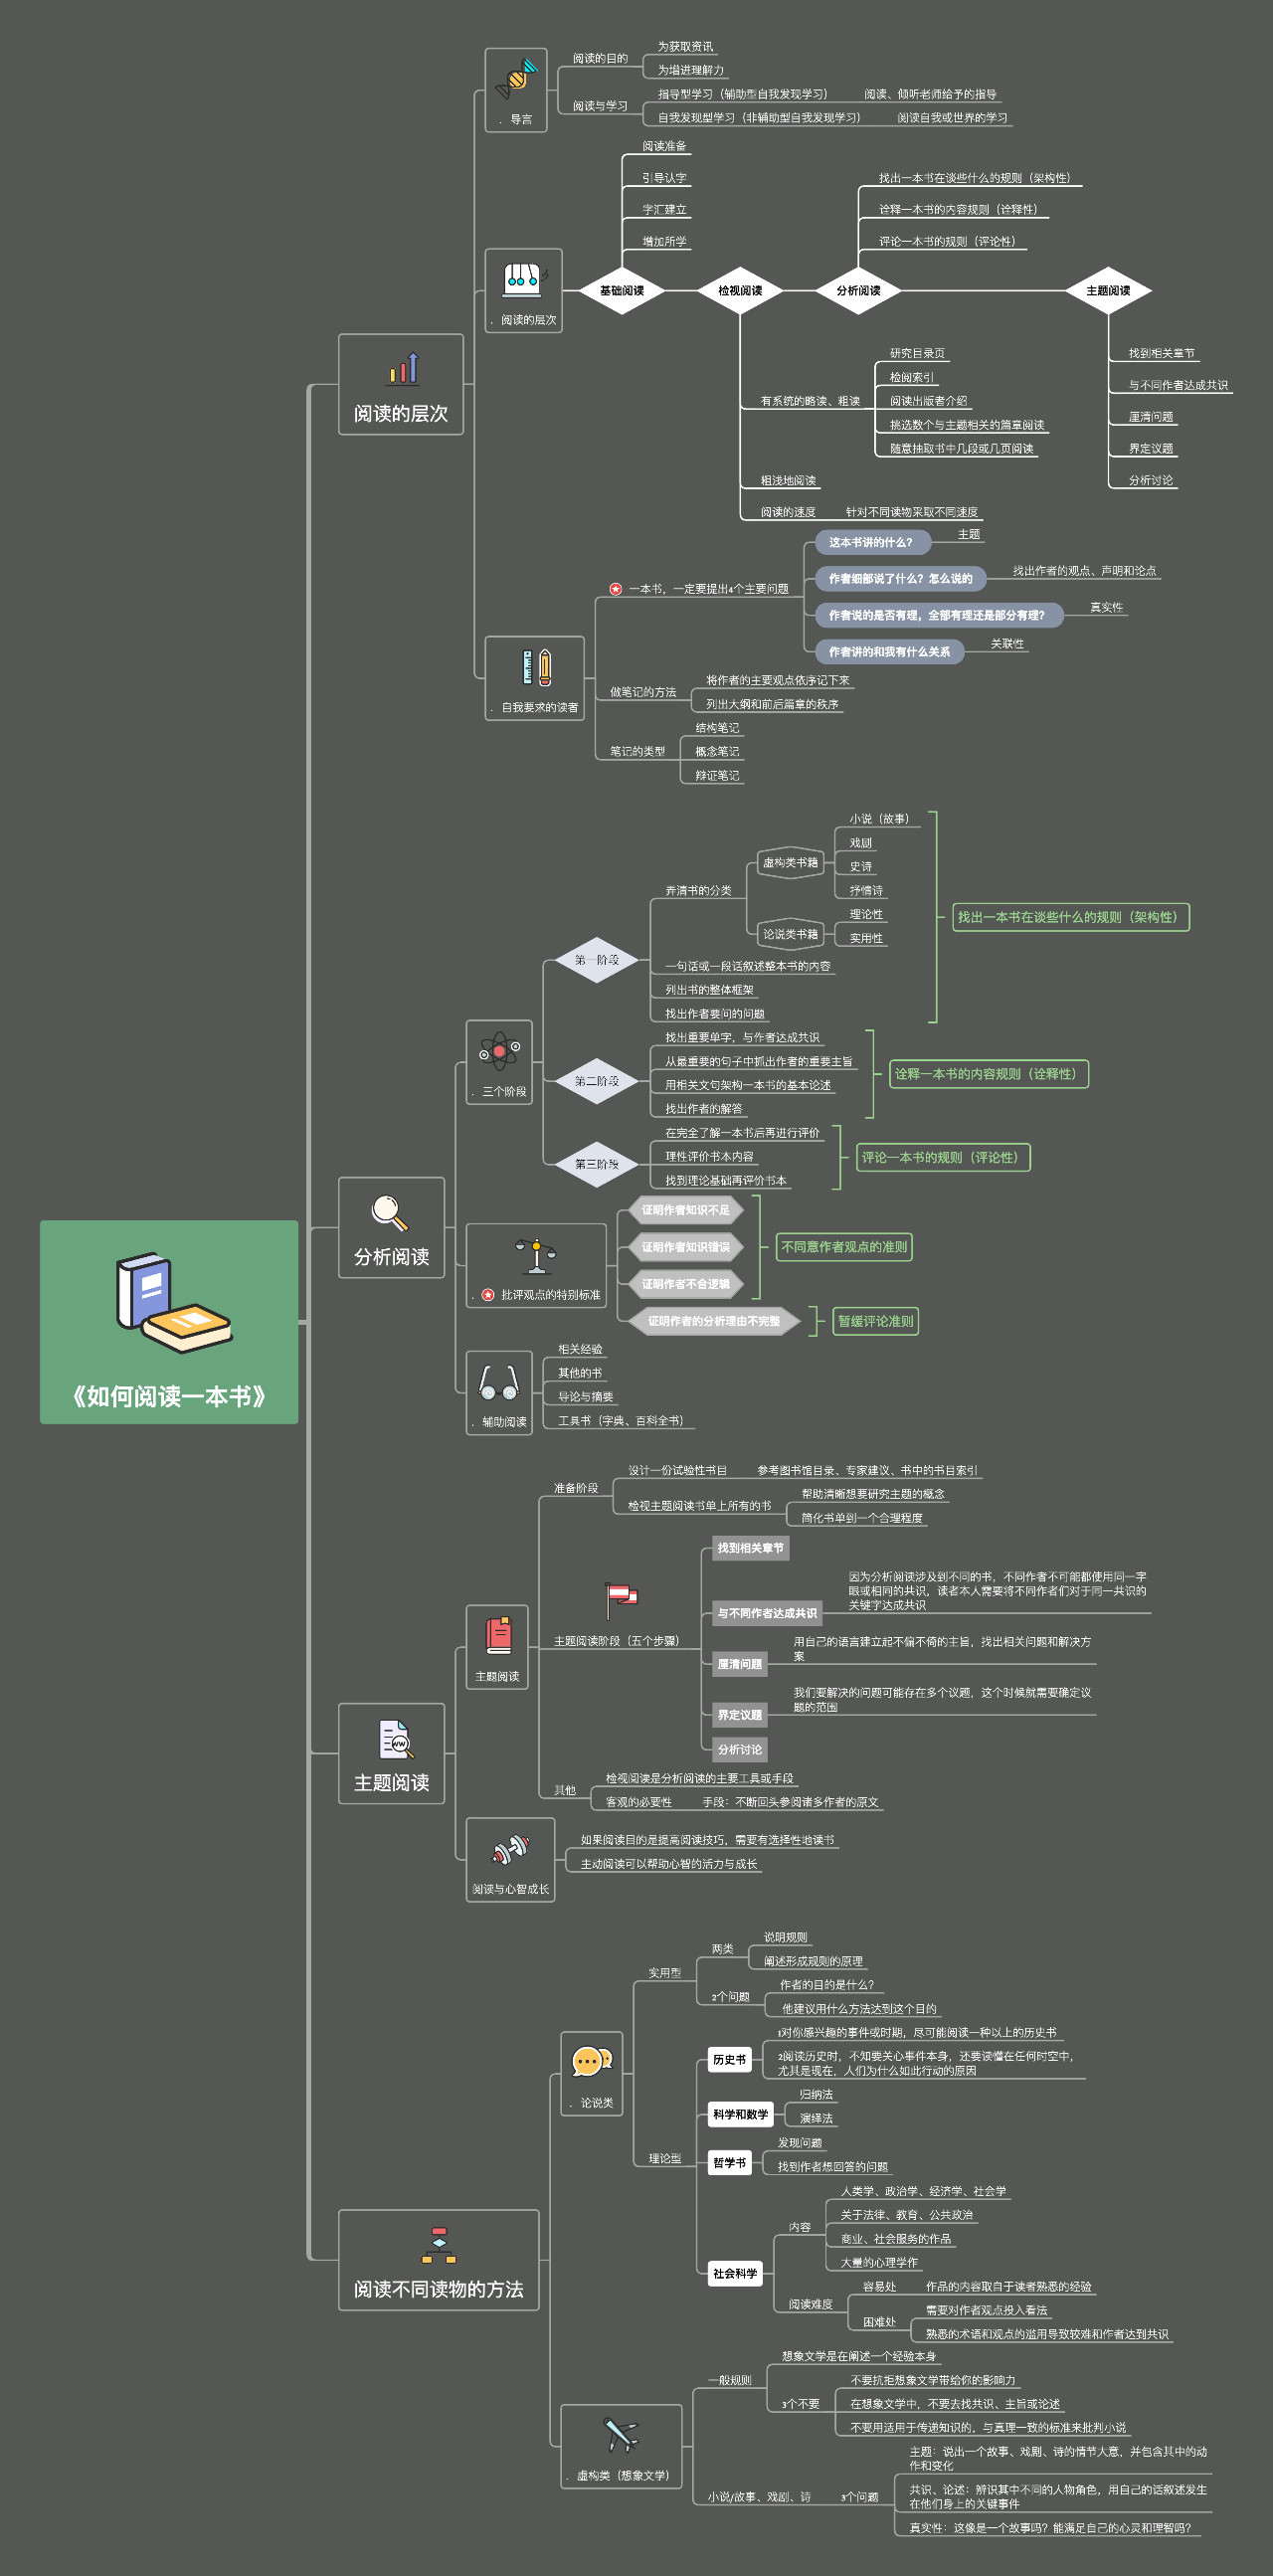 《如何阅读一本书》
阅读的层次
. 导言
阅读的目的
为获取资讯
为增进理解力
阅读与学习
指导型学习（辅助型自我发现学习）
阅读、倾听老师给予的指导
自我发现型学习（非辅助型自我发现学习）
阅读自我或世界的学习
. 阅读的层次
基础阅读
阅读准备
引导认字
字汇建立
增加所学
检视阅读
有系统的略读、粗读
研究目录页
检阅索引
阅读出版者介绍
挑选数个与主题相关的篇章阅读
随意抽取书中几段或几页阅读
粗浅地阅读
阅读的速度
针对不同读物采取不同速度
分析阅读
找出一本书在谈些什么的规则（架构性）
诠释一本书的内容规则（诠释性）
评论一本书的规则（评论性）
主题阅读
找到相关章节
与不同作者达成共识
厘清问题
界定议题
分析讨论
. 自我要求的读者
一本书，一定要提出4个主要问题
这本书讲的什么？
主题
作者细部说了什么？怎么说的
找出作者的观点、声明和论点
作者说的是否有理，全部有理还是部分有理？
真实性
作者讲的和我有什么关系
关联性
做笔记的方法
将作者的主要观点依序记下来
列出大纲和前后篇章的秩序
笔记的类型
结构笔记
概念笔记
辩证笔记
分析阅读
. 三个阶段
第一阶段
弄清书的分类
虚构类书籍
小说（故事）
戏剧
史诗
抒情诗
论说类书籍
理论性
实用性
一句话或一段话叙述整本书的内容
列出书的整体框架
找出作者要问的问题
找出一本书在谈些什么的规则（架构性）
第二阶段
找出重要单字，与作者达成共识
从最重要的句子中抓出作者的重要主旨
用相关文句架构一本书的基本论述
找出作者的解答
诠释一本书的内容规则（诠释性）
第三阶段
在完全了解一本书后再进行评价
理性评价书本内容
找到理论基础再评价书本
评论一本书的规则（评论性）
. 批评观点的特别标准
证明作者知识不足
证明作者知识错误
证明作者不合逻辑
不同意作者观点的准则
证明作者的分析理由不完整
暂缓评论准则
. 辅助阅读
相关经验
其他的书
导论与摘要
工具书（字典、百科全书）
主题阅读
主题阅读
准备阶段
设计一份试验性书目
参考图书馆目录、专家建议、书中的书目索引
检视主题阅读书单上所有的书
帮助清晰想要研究主题的概念
简化书单到一个合理程度
主题阅读阶段（五个步骤）
找到相关章节
与不同作者达成共识
因为分析阅读涉及到不同的书，不同作者不可能都使用同一字
眼或相同的共识，读者本人需要将不同作者们对于同一共识的
关键字达成共识
厘清问题
用自己的语言建立起不偏不倚的主旨，找出相关问题和解决方
案
界定议题
我们要解决的问题可能存在多个议题，这个时候就需要确定议
题的范围
分析讨论
其他
检视阅读是分析阅读的主要工具或手段
客观的必要性
手段：不断回头参阅诸多作者的原文
阅读与心智成长
如果阅读目的是提高阅读技巧，需要有选择性地读书
主动阅读可以帮助心智的活力与成长
阅读不同读物的方法
. 论说类
实用型
两类
说明规则
阐述形成规则的原理
2个问题
作者的目的是什么？
他建议用什么方法达到这个目的
理论型
历史书
1对你感兴趣的事件或时期，尽可能阅读一种以上的历史书
2阅读历史时，不知要关心事件本身，还要读懂在任何时空中，
尤其是现在，人们为什么如此行动的原因
科学和数学
归纳法
演绎法
哲学书
发现问题
找到作者想回答的问题
社会科学
内容
人类学、政治学、经济学、社会学
关于法律、教育、公共政治
商业、社会服务的作品
大量的心理学作
阅读难度
容易处
作品的内容取自于读者熟悉的经验
困难处
需要对作者观点投入看法
熟悉的术语和观点的滥用导致较难和作者达到共识
. 虚构类（想象文学）
一般规则
想象文学是在阐述一个经验本身
3个不要
不要抗拒想象文学带给你的影响力
在想象文学中，不要去找共识、主旨或论述
不要用适用于传递知识的，与真理一致的标准来批判小说
小说/故事、戏剧、诗
3个问题
主题：说出一个故事、戏剧、诗的情节大意，并包含其中的动
作和变化
共识、论述：辨识其中不同的人物角色，用自己的话叙述发生
在他们身上的关键事件
真实性：这像是一个故事吗？能满足自己的心灵和理智吗？